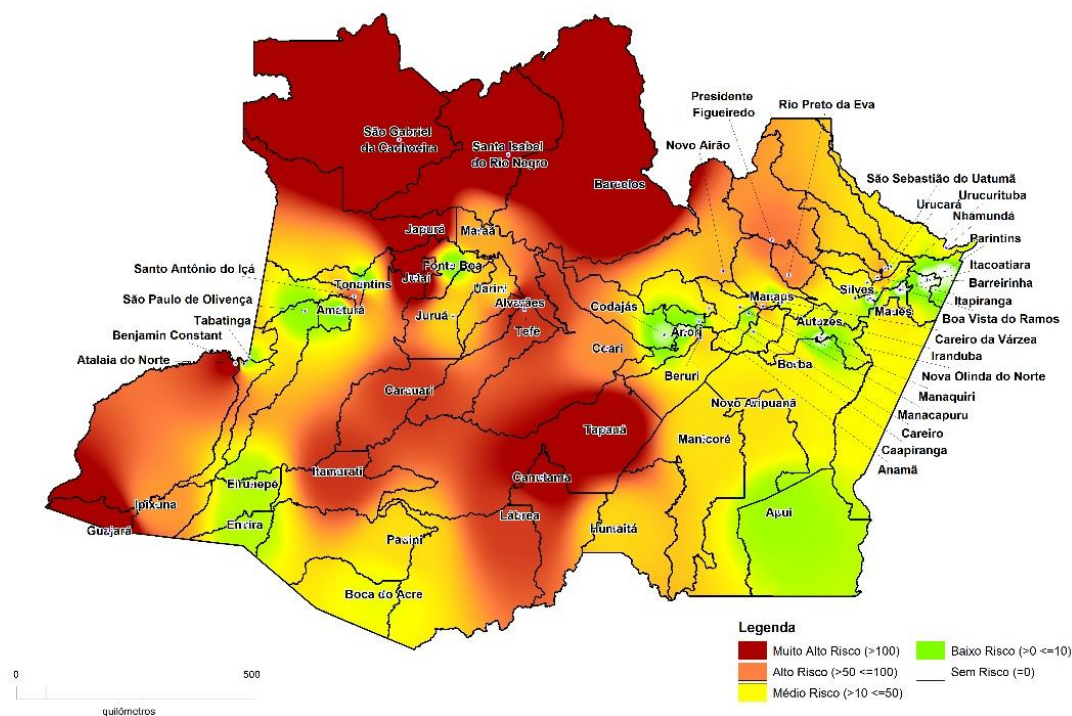 Presidente
Figueiredo
Rio Preto da Eva
Novo Airão
São Gabriel
da Cachoeira
Santa Isabel
do Rio Negro
Barcelos
São Sebastião do Uatumã
Urucurituba
Urucará
Nhamundá
Parintins
Japurá
Maraã
Fonte Boa
Jutaí
Uarini
Santo Antônio do Içá
Tonantins
São Paulo de Olivença
Amaturá
Tabatinga
Benjamin Constant
Atalaia do Norte
Juruá
Alvarães
Tefé
Codajás
Coari
Anori
Beruri
Manaus
Autazes
Borba
Silves
Maués
Itacoatiara
Barreirinha
Itapiranga
Boa Vista do Ramos
Careiro da Várzea
Iranduba
Nova Olinda do Norte
Manaquiri
Manacapuru
Careiro
Caapiranga
Anamã
Carauari
Tapauá
Novo Aripuanã
Manicoré
Itamarati
Canutama
Eirunepé
Ipixuna
Guajará
Envira
Pauini
Lábrea
Humaitá
Apuí
Boca do Acre
Legenda
Muito Alto Risco (>100)
Alto Risco (>50 <=100)
Médio Risco (>10 <=50)
Baixo Risco (>0 <=10)
Sem Risco (=0)
0 500
quilômetros